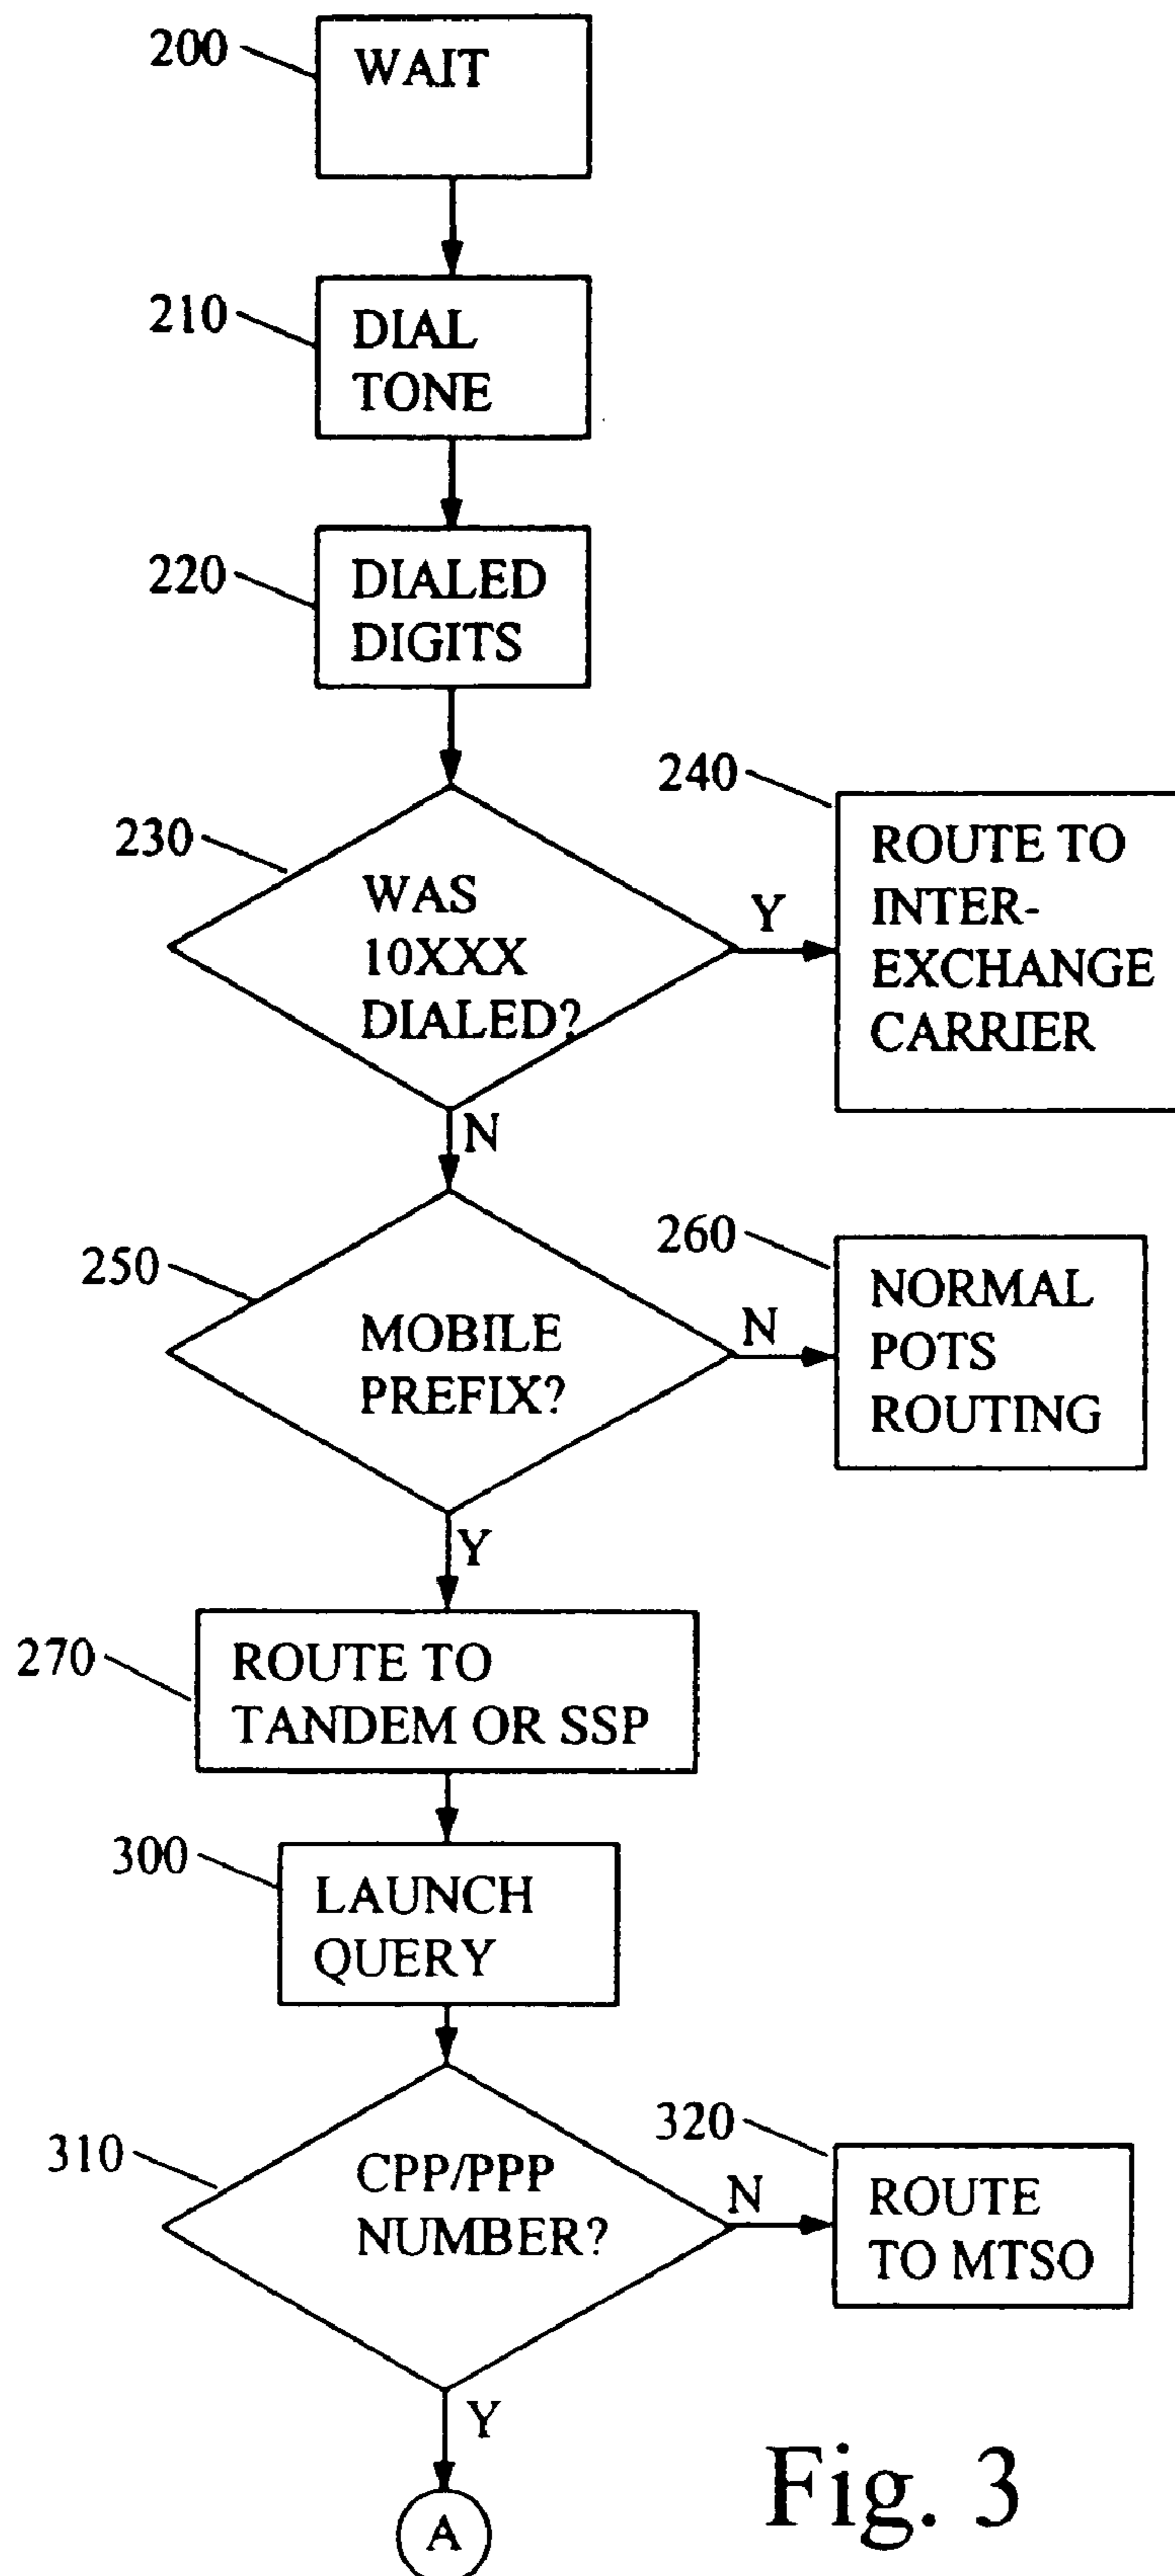 200
WAIT
210
DIAL
TONE
220
DIALED
DIGITS
230
WAS
10XXX
DIALED?
Y
240
ROUTE TO
INTER-
EXCHANGE
CARRIER
N
250
MOBILE
PREFIX?
N
260
NORMAL
POTS
ROUTING
Y
270
ROUTE TO
TANDEM OR SSP
300
LAUNCH
QUERY
310
CPP/PPP
NUMBER?
N
320
ROUTE
TO MTSO
Y
A
Fig. 3